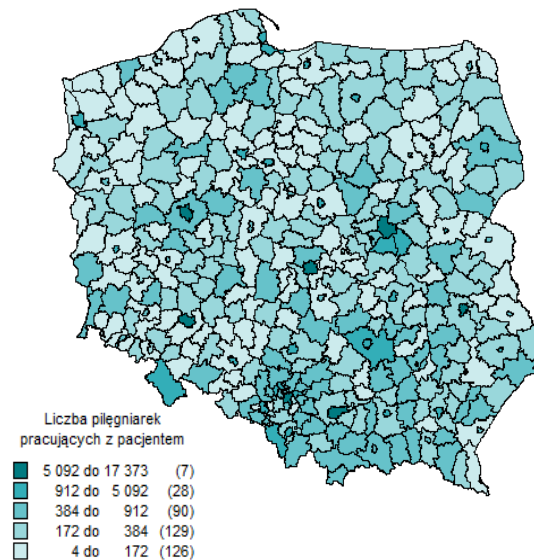 Liczba pilęgniarek
pracujących z pacjentem
5 092 do 17 373 (7)
912 do 5 092 (28)
384 do 912 (90)
172 do 384 (129)
4 do 172 (126)